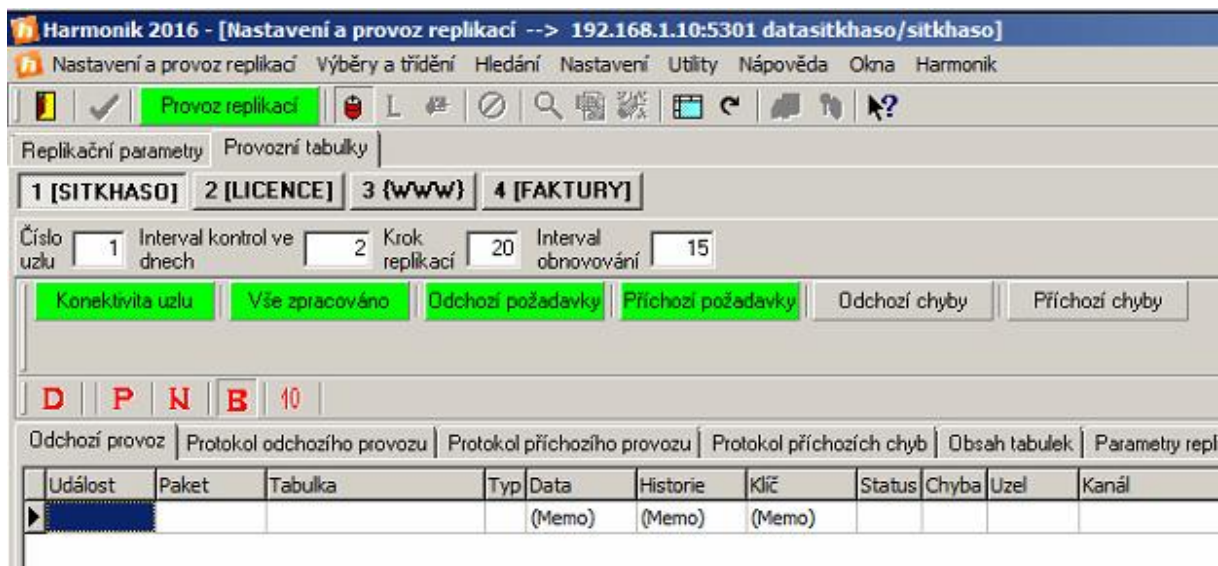 Harmonik 2016 - [Nastavení a provoz replikací --> 192.168.1.10:5301 datasitkhaso/sitkhaso]
Nastavení a provoz replikací Výběry a třídění Hledání Nastavení Utility Nápověda Okna Harmonik
Provoz replikací L ?
Replikační parametry Provozní tabulky
1 [SITKHASO] 2 [LICENCE] 3 {WWW} 4 [FAKTURY]
Číslo uzlu 1 Interval kontrol ve dnech 2 Krok replikací 20 Interval obnovování 15
Konektivita uzlu Vše zpracováno Odchozí požadavky Příchozí požadavky Odchozí chyby Příchozí chyby
D P N B 10
Odchozí provoz Protokol odchozího provozu Protokol příchozího provozu Protokol příchozích chyb Obsah tabulek Parametry repl
Událost Paket Tabulka Typ Data Historie Klíč Status Chyba Uzel Kanál
(Memo) (Memo) (Memo)